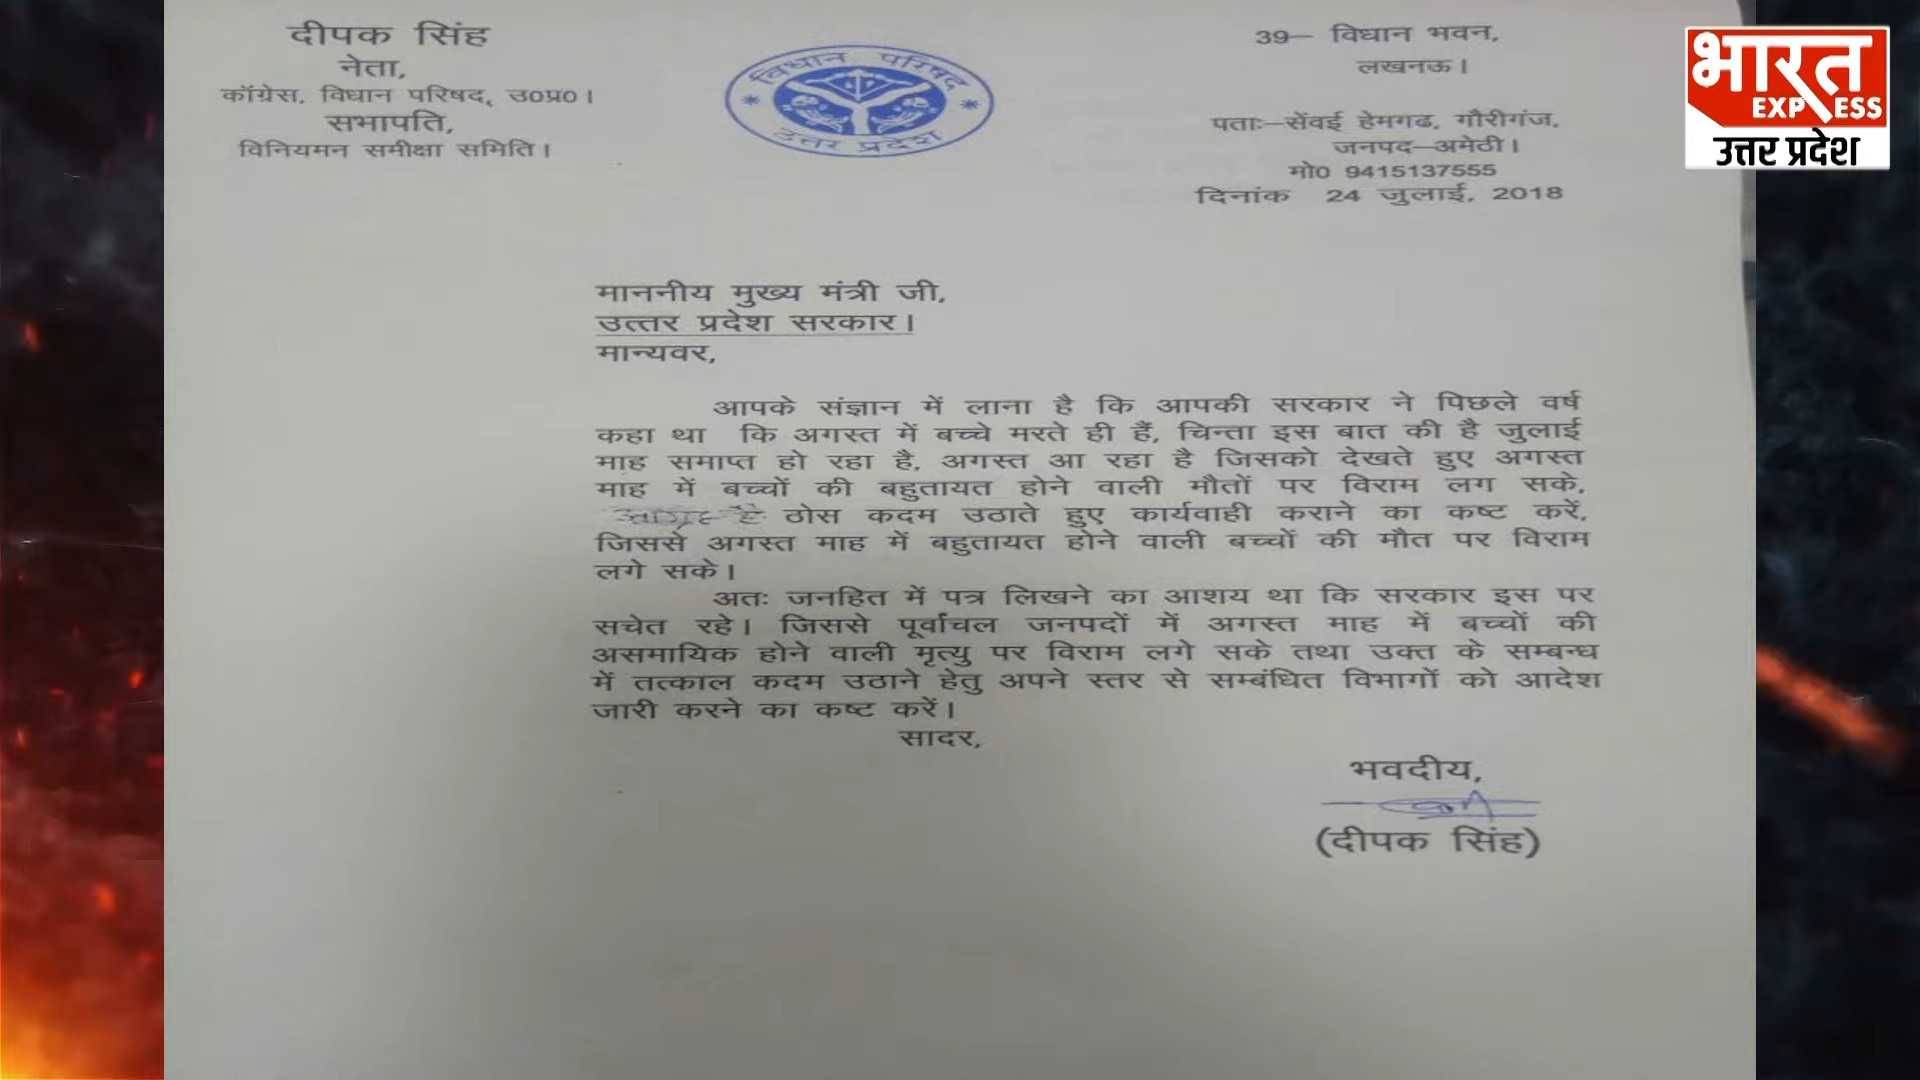 दीपक सिंह
नेता,
कॉंग्रेस, विधान परिषद, उ0प्र0।
सभापति,
विनियमन समीक्षा समिति।
विधान परिषद
उत्तर प्रदेश
39– विधान भवन,
लखनऊ।
पताः–सेंवई हेमगढ, गौरीगंज,
जनपद–अमेठी।
मो0 9415137555
दिनांक 24 जुलाई, 2018
भारत
EXPRESS
उत्तर प्रदेश
माननीय मुख्य मंत्री जी,
उत्तर प्रदेश सरकार।
मान्यवर,
आपके संज्ञान में लाना है कि आपकी सरकार ने पिछले वर्ष
कहा था कि अगस्त में बच्चे मरते ही हैं, चिन्ता इस बात की है जुलाई
माह समाप्त हो रहा है, अगस्त आ रहा है जिसको देखते हुए अगस्त
माह में बच्चों की बहुतायत होने वाली मौतों पर विराम लग सके,
आग्रह है ठोस कदम उठाते हुए कार्यवाही कराने का कष्ट करें,
जिससे अगस्त माह में बहुतायत होने वाली बच्चों की मौत पर विराम
लगे सके।
अतः जनहित में पत्र लिखने का आशय था कि सरकार इस पर
सचेत रहे। जिससे पूर्वांचल जनपदों में अगस्त माह में बच्चों की
असमायिक होने वाली मृत्यु पर विराम लगे सके तथा उक्त के सम्बन्ध
में तत्काल कदम उठाने हेतु अपने स्तर से सम्बंधित विभागों को आदेश
जारी करने का कष्ट करें।
सादर,
भवदीय,
(दीपक सिंह)